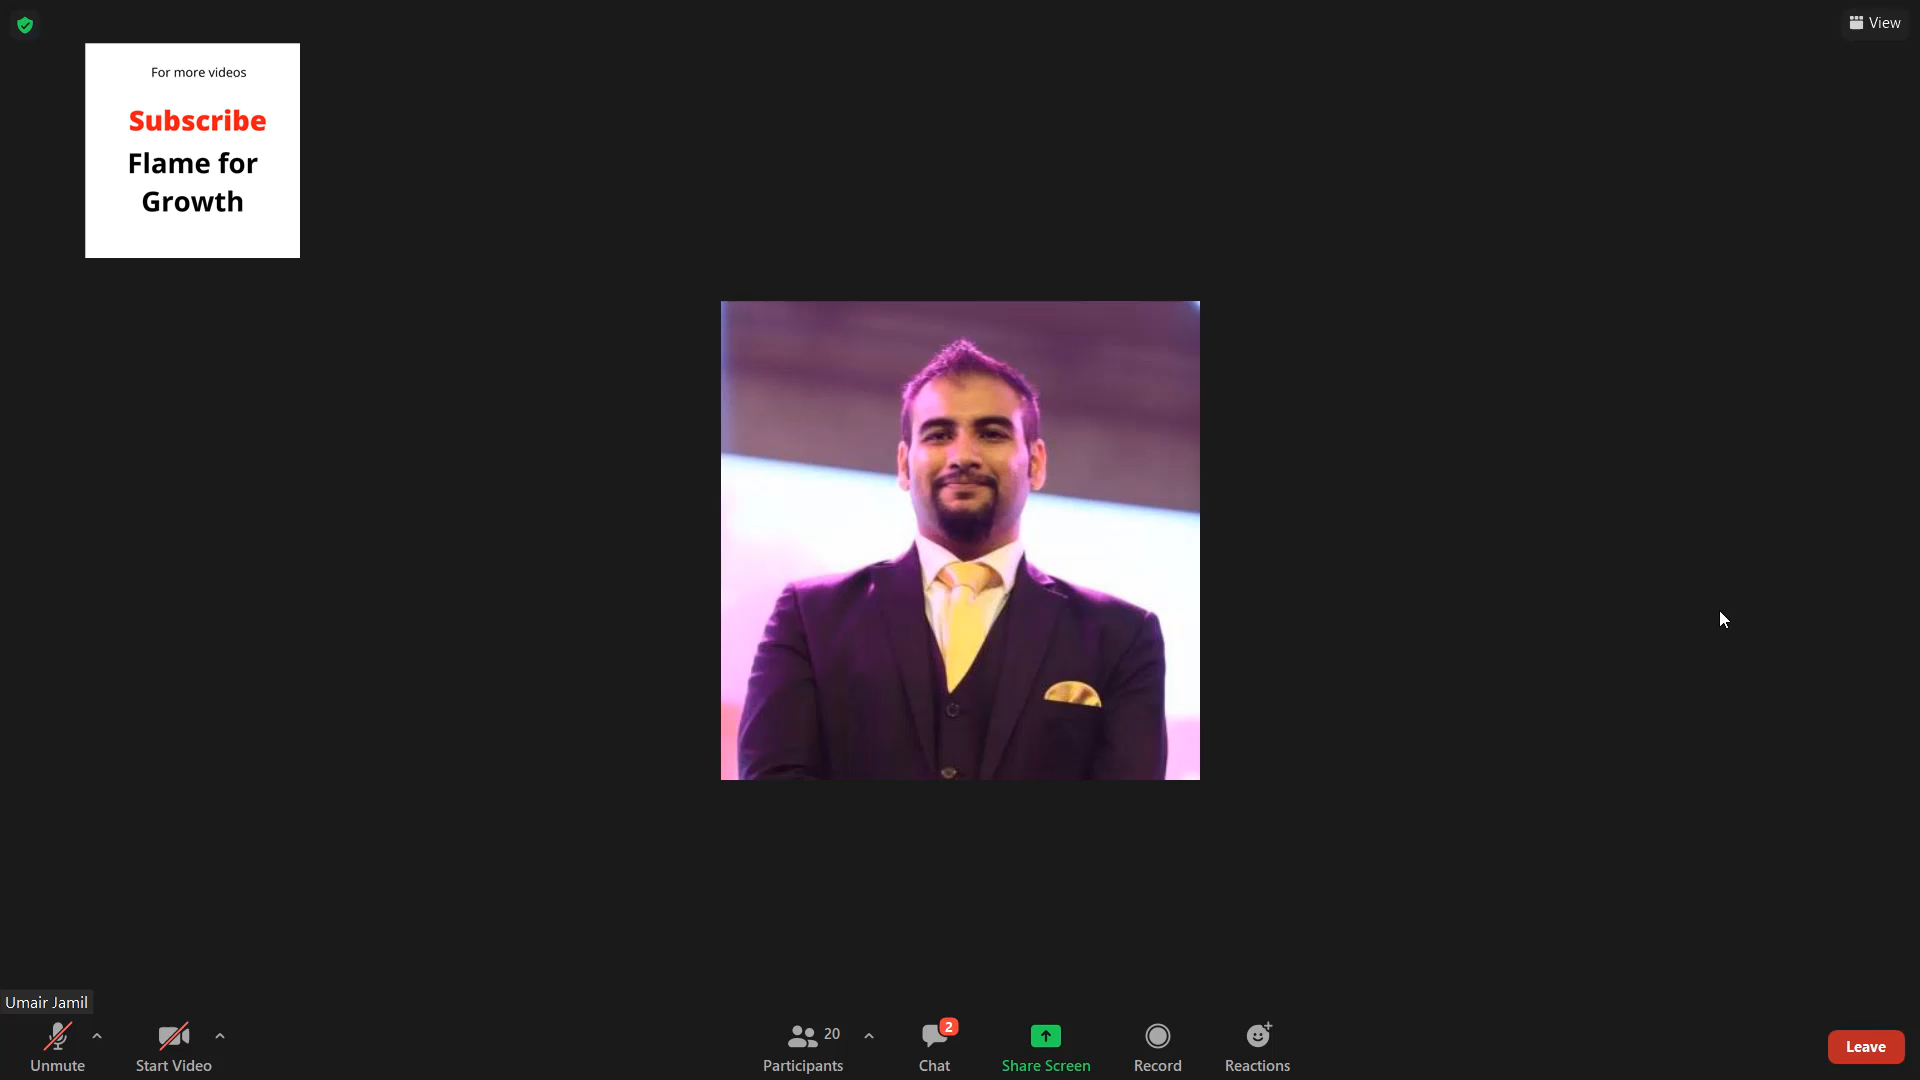 View
For more videos
Subscribe
Flame for
Growth
Umair Jamil
Unmute
Start Video
20
Participants
2
Chat
Share Screen
Record
Reactions
Leave